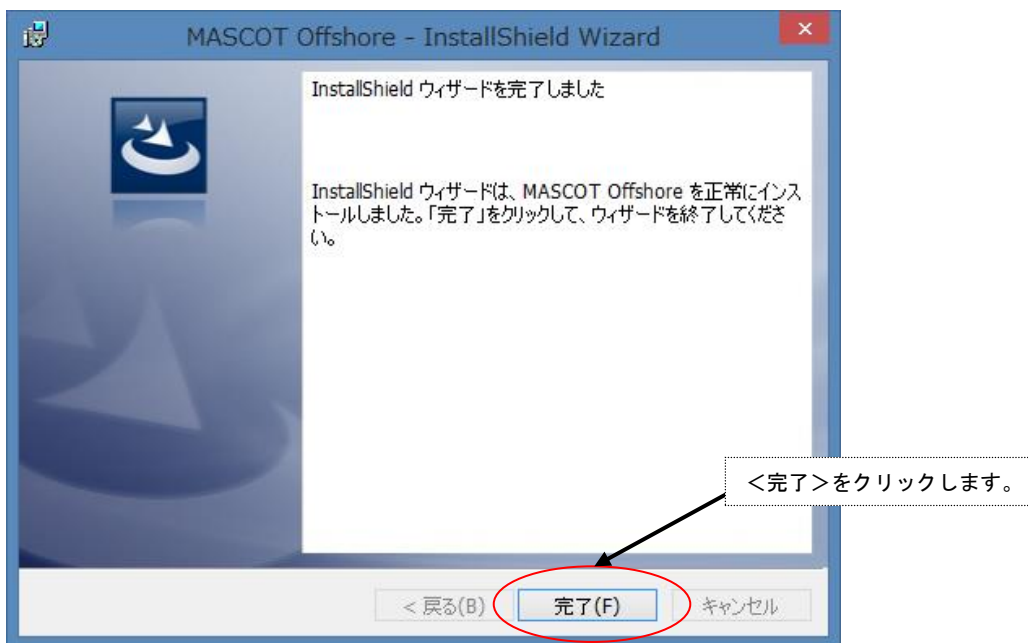 MASCOT Offshore - InstallShield Wizard
InstallShield ウィザードを完了しました
InstallShield ウィザードは、MASCOT Offshore を正常にインス
トールしました。「完了」をクリックして、ウィザードを終了してくださ
い。
＜完了＞をクリックします。
< 戻る(B)
完了(F)
キャンセル